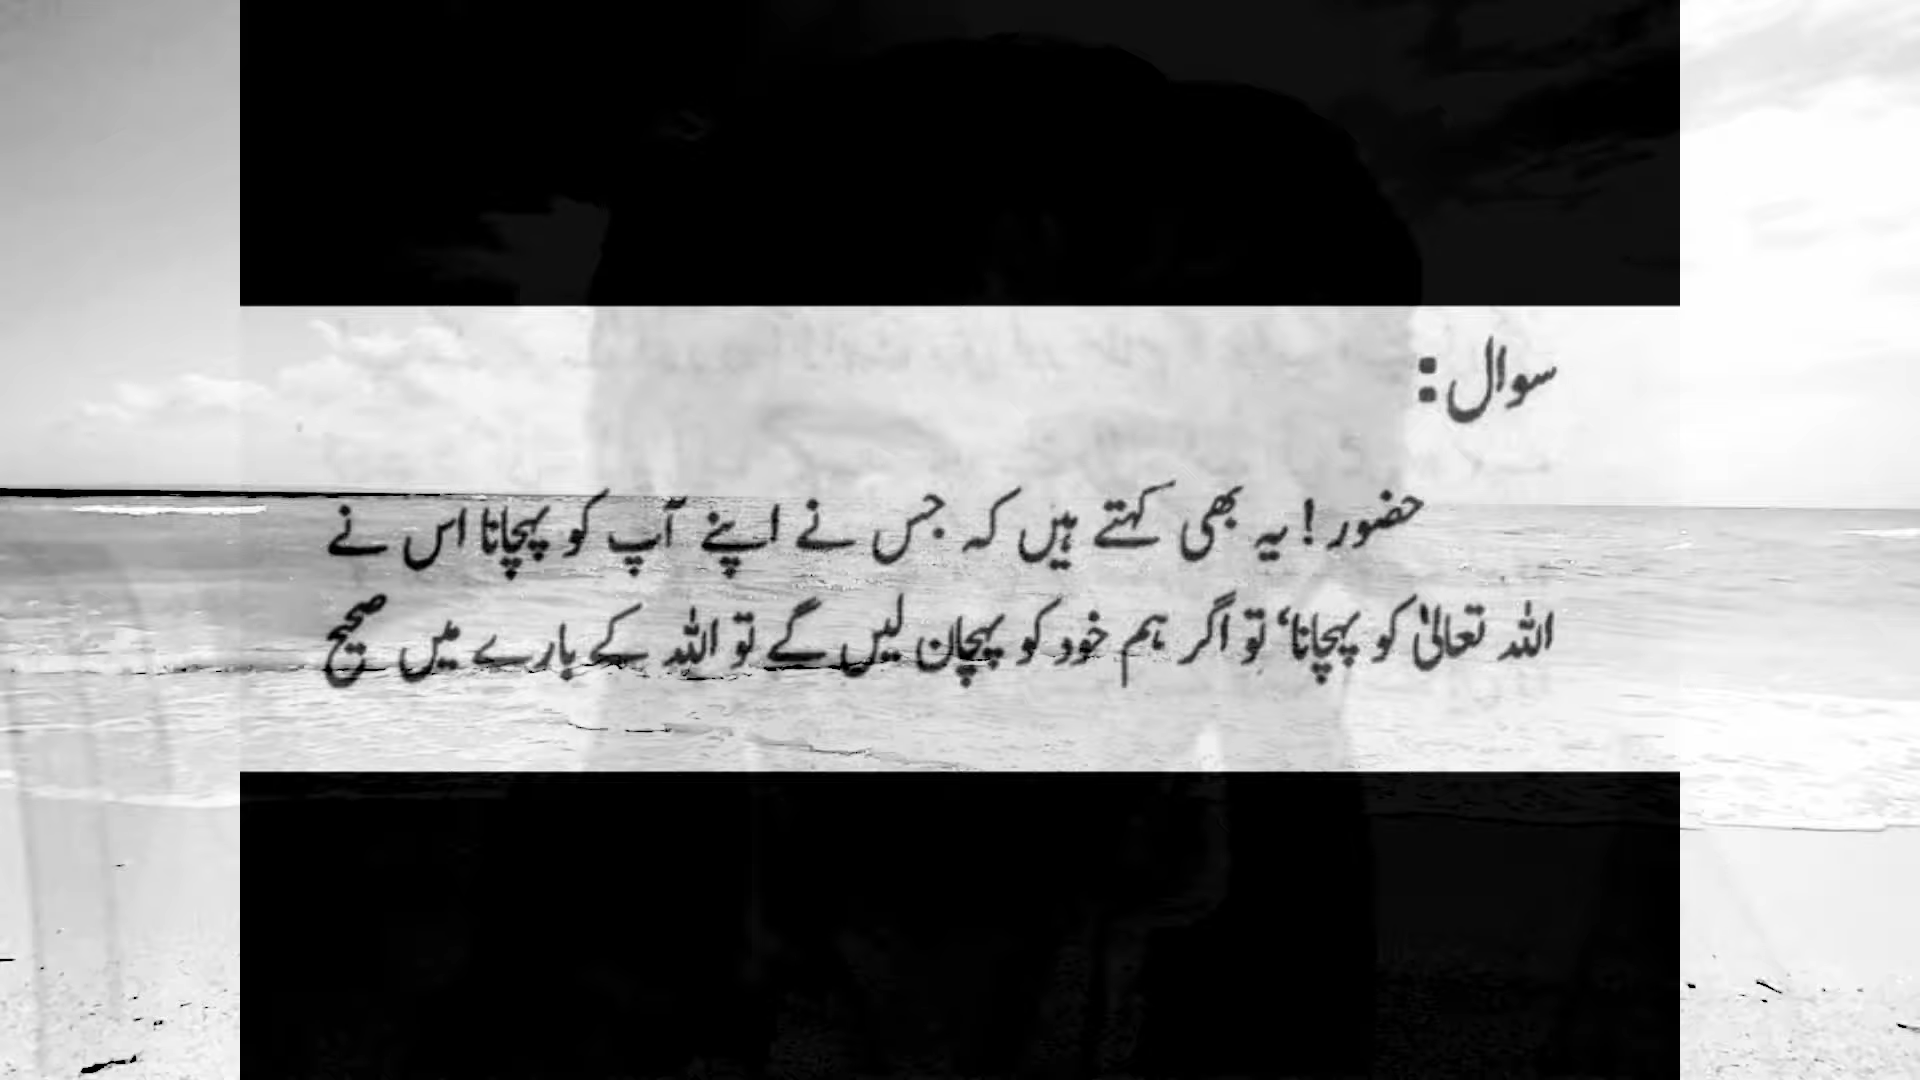 سوال :
حضور ! یہ بھی کہتے ہیں کہ جس نے اپنے آپ کو پہچانا اس نے
اللہ تعالیٰ کو پہچانا‘ تو اگر ہم خود کو پہچان لیں گے تو اللہ کے بارے میں صحیح